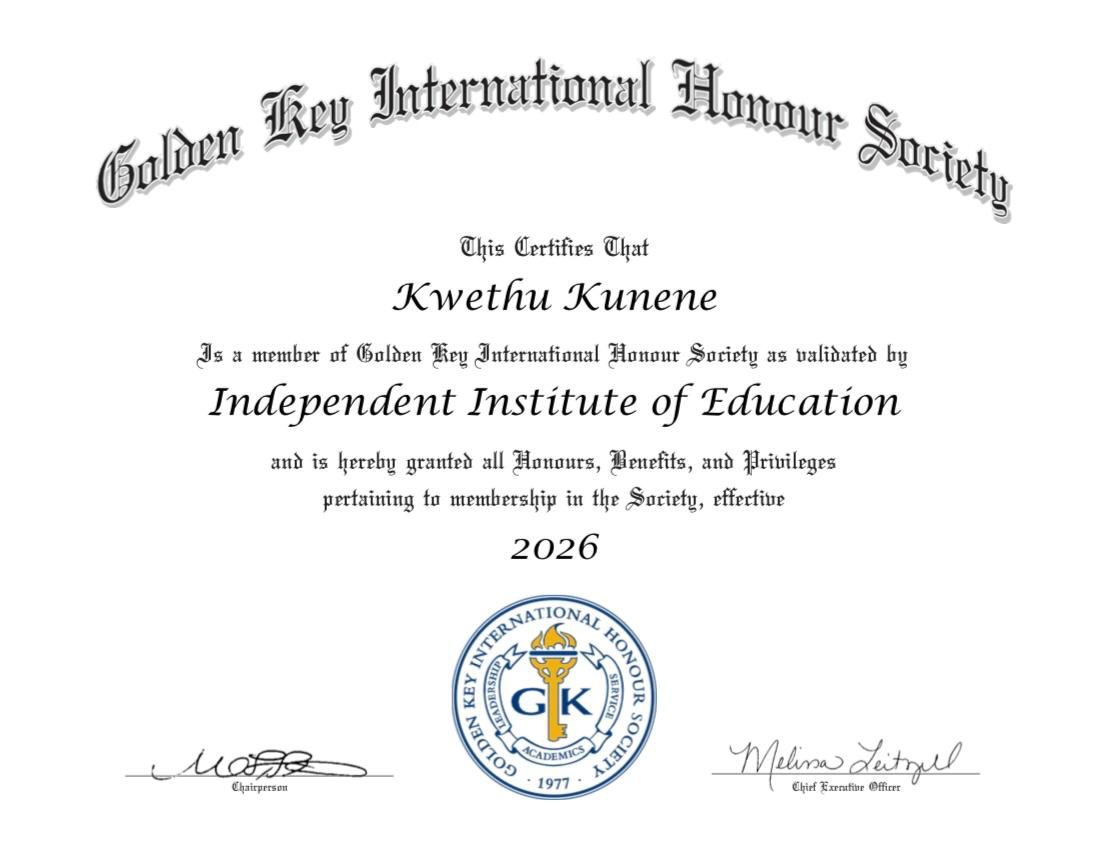 Golden Key International Honour Society
This Certifies That
Kwethu Kunene
Is a member of Golden Key International Honour Society as validated by
Independent Institute of Education
and is hereby granted all Honours, Benefits, and Privileges
pertaining to membership in the Society, effective
2026
GOLDEN KEY INTERNATIONAL HONOUR SOCIETY
LEADERSHIP
SERVICE
GK
ACADEMICS
· 1977 ·
Melissa Leitzell
Chairperson
Chief Executive Officer